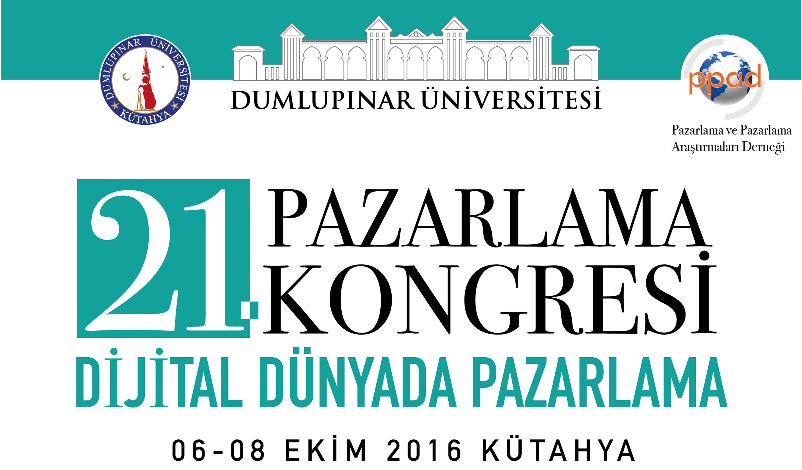 DUMLUPINAR ÜNİVERSİTESİ
KÜTAHYA
DUMLUPINAR ÜNİVERSİTESİ
ppad
Pazarlama ve Pazarlama
Araştırmaları Derneği
21. PAZARLAMA
KONGRESİ
DİJİTAL DÜNYADA PAZARLAMA
06-08 EKİM 2016 KÜTAHYA